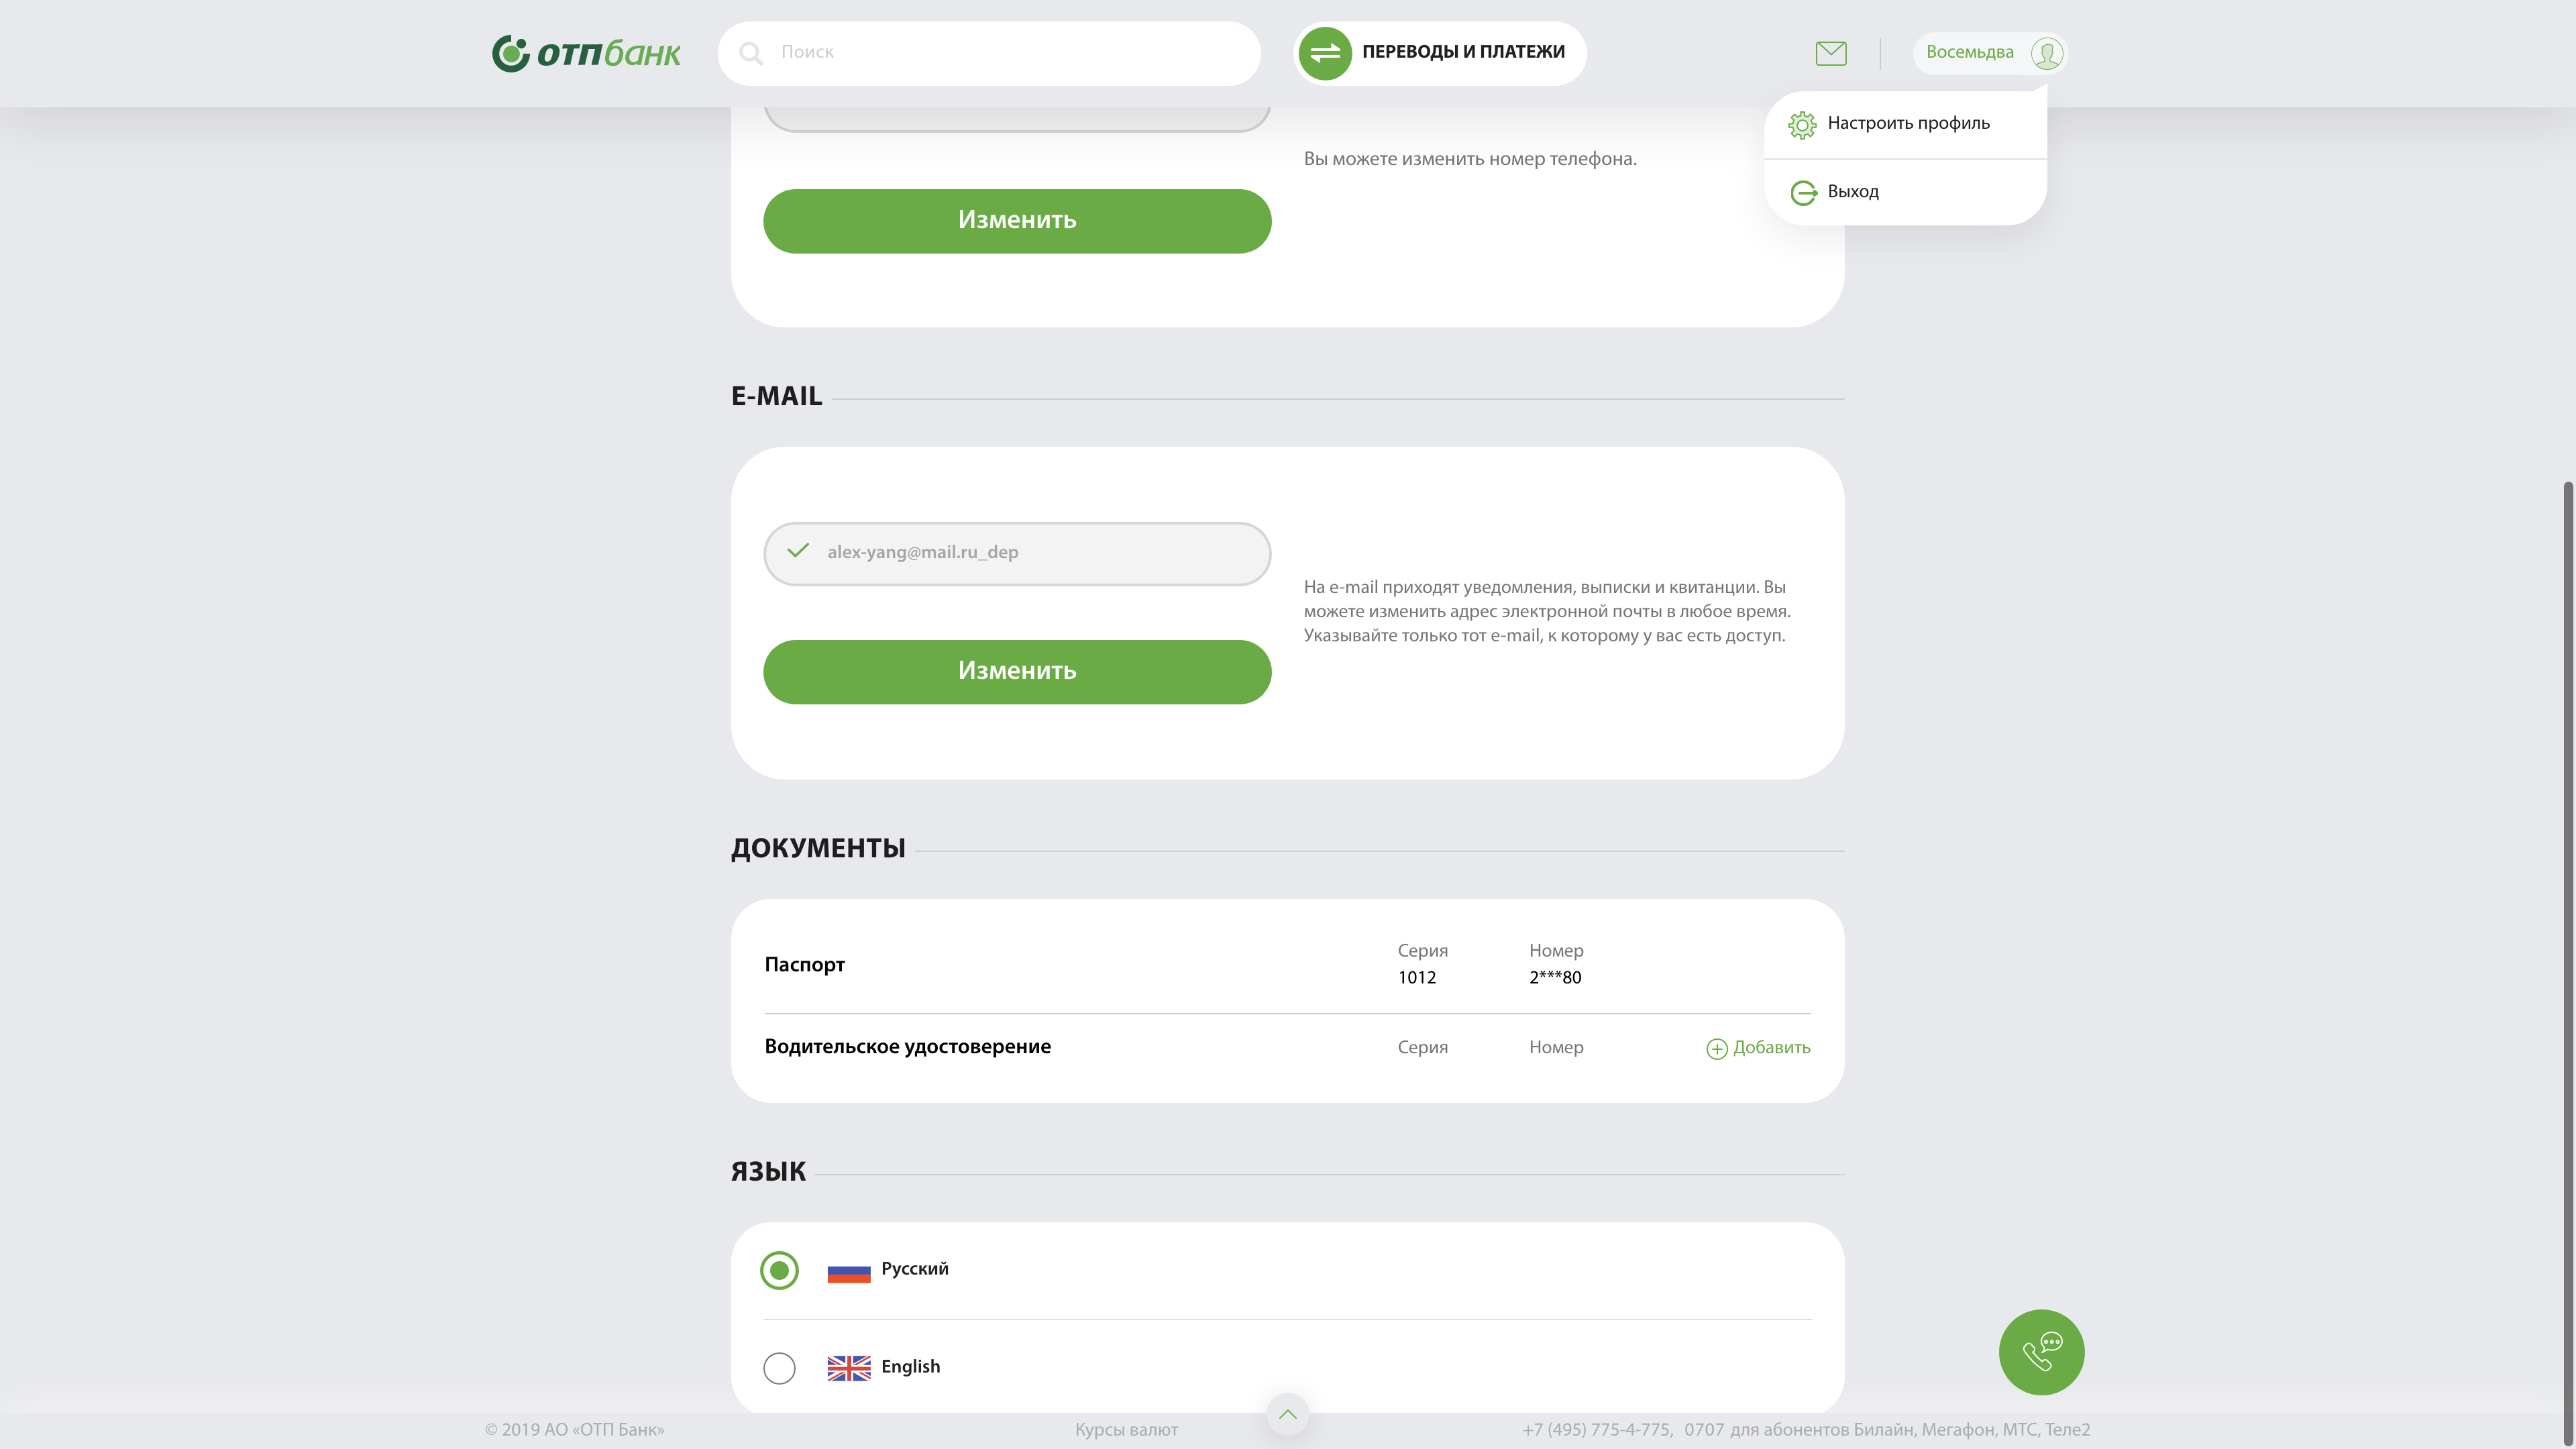 отпбанк
Поиск
ПЕРЕВОДЫ И ПЛАТЕЖИ
Восемьдва
Настроить профиль
Выход
Вы можете изменить номер телефона.
Изменить
E-MAIL
alex-yang@mail.ru_dep
Изменить
На e-mail приходят уведомления, выписки и квитанции. Вы
можете изменить адрес электронной почты в любое время.
Указывайте только тот e-mail, к которому у вас есть доступ.
ДОКУМЕНТЫ
Паспорт
Серия
Номер
1012
2***80
Водительское удостоверение
Серия
Номер
Добавить
ЯЗЫК
Русский
English
© 2019 АО «ОТП Банк»
Курсы валют
+7 (495) 775-4-775, 0707 для абонентов Билайн, Мегафон, МТС, Теле2